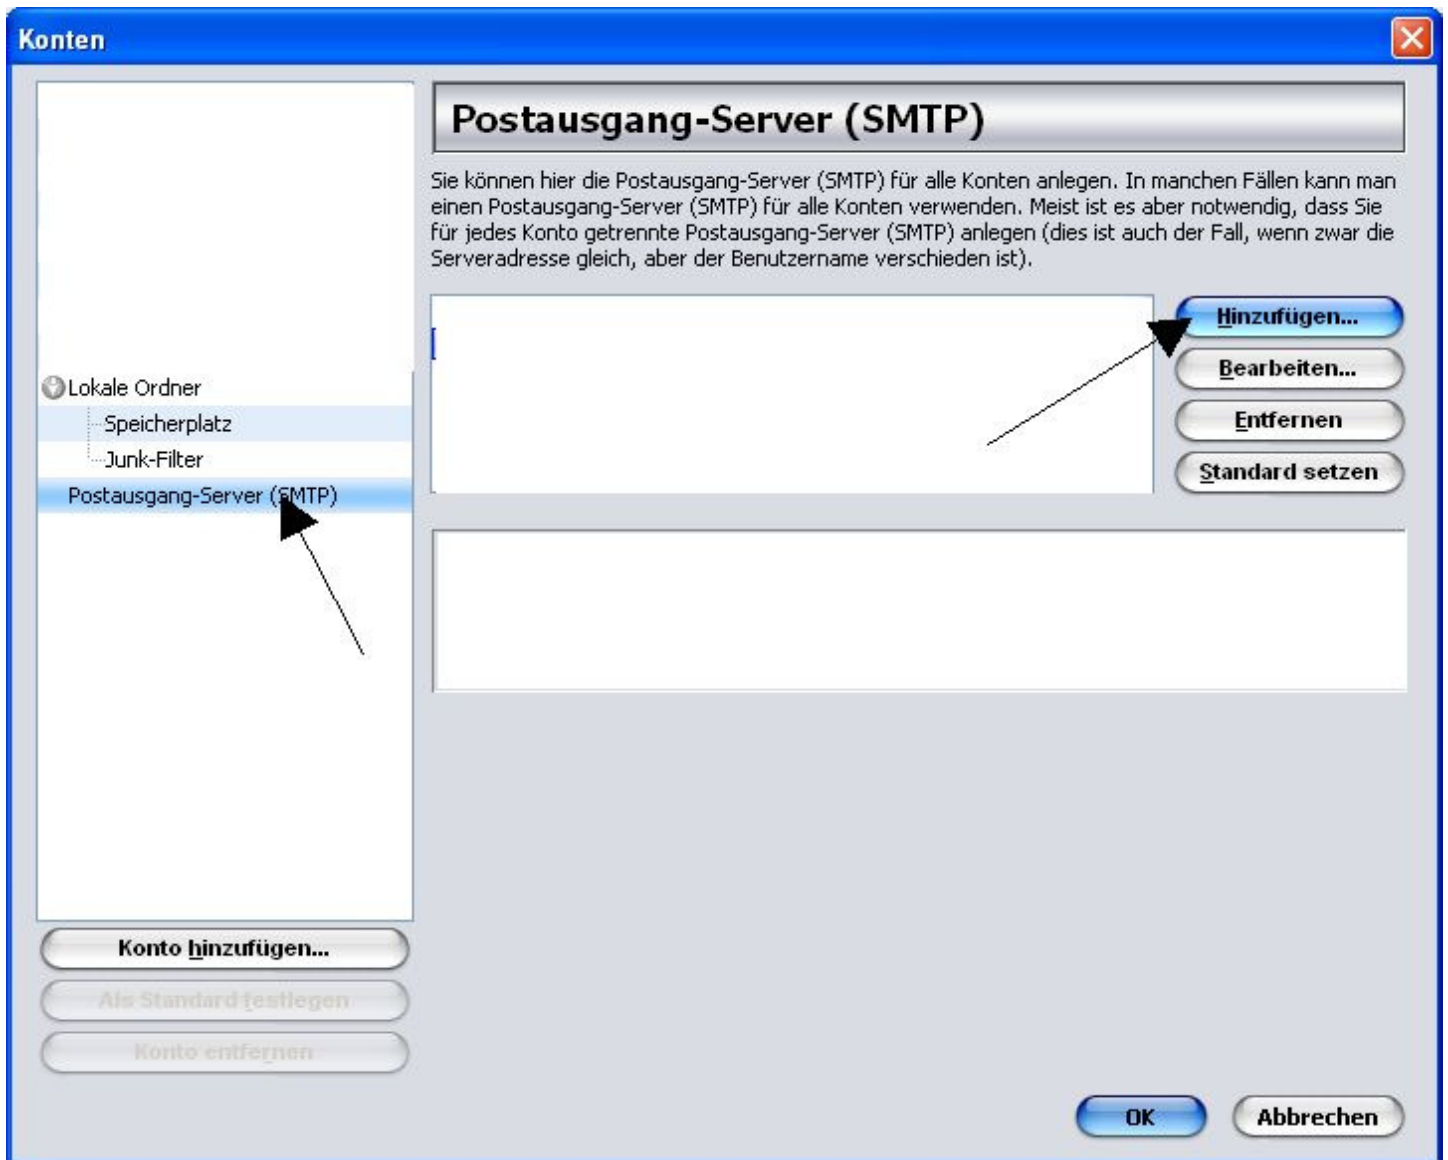 Konten
Postausgang-Server (SMTP)
Sie können hier die Postausgang-Server (SMTP) für alle Konten anlegen. In manchen Fällen kann man
einen Postausgang-Server (SMTP) für alle Konten verwenden. Meist ist es aber notwendig, dass Sie
für jedes Konto getrennte Postausgang-Server (SMTP) anlegen (dies ist auch der Fall, wenn zwar die
Serveradresse gleich, aber der Benutzername verschieden ist).
Hinzufügen...
Bearbeiten...
Entfernen
Standard setzen
Lokale Ordner
Speicherplatz
Junk-Filter
Postausgang-Server (SMTP)
Konto hinzufügen...
Als Standard festlegen
Konto entfernen
OK
Abbrechen